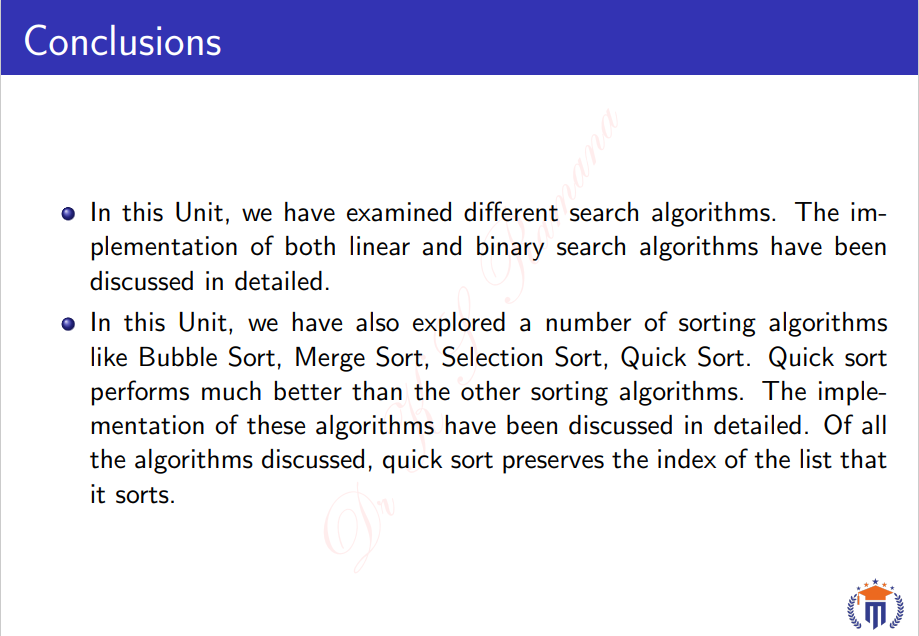 Conclusions
In this Unit, we have examined different search algorithms. The im-
plementation of both linear and binary search algorithms have been
discussed in detailed.
In this Unit, we have also explored a number of sorting algorithms
like Bubble Sort, Merge Sort, Selection Sort, Quick Sort. Quick sort
performs much better than the other sorting algorithms. The imple-
mentation of these algorithms have been discussed in detailed. Of all
the algorithms discussed, quick sort preserves the index of the list that
it sorts.